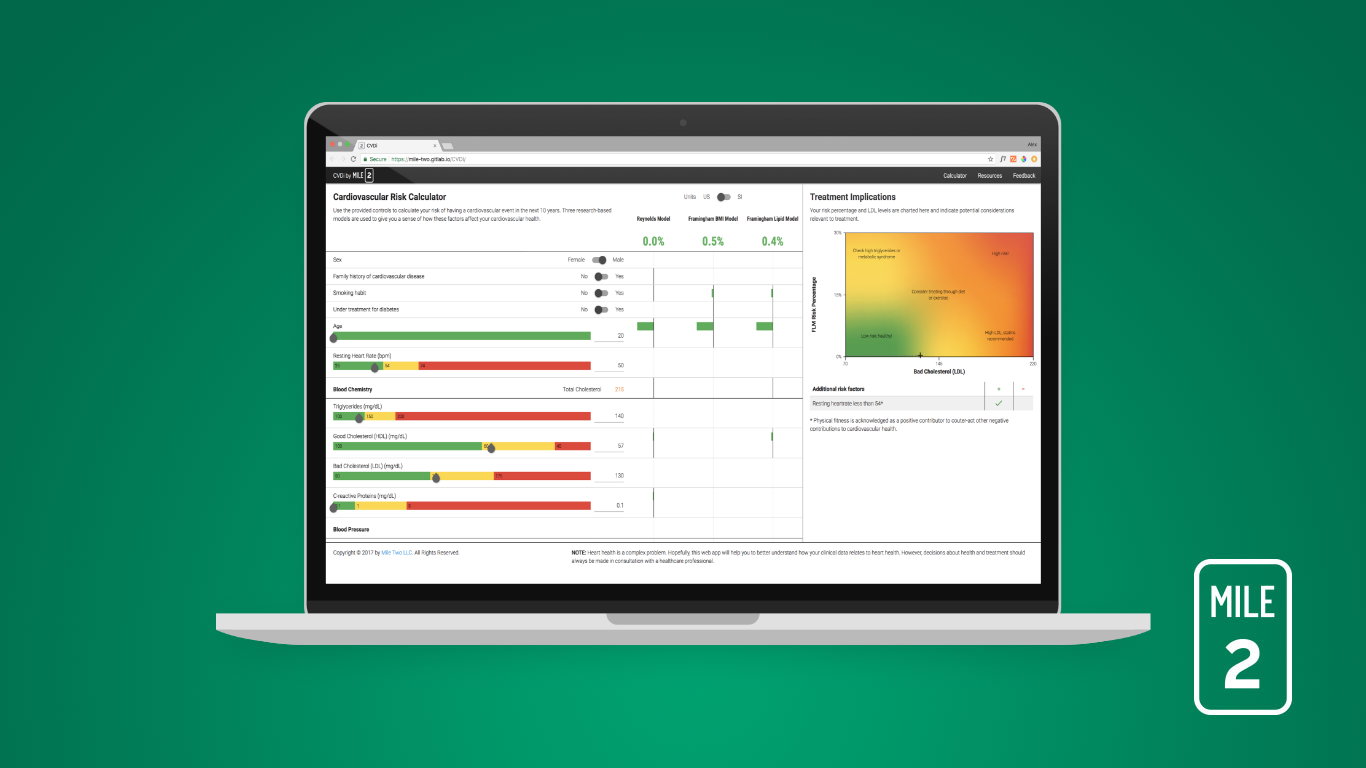 CVDi
Alex
Secure https://mile-two.gitlab.io/CVDi/
CVDi by MILE 2
Calculator Resources Feedback
Cardiovascular Risk Calculator
Units US SI
Use the provided controls to calculate your risk of having a cardiovascular event in the next 10 years. Three research-based
models are used to give you a sense of how these factors affect your cardiovascular health.
Reynolds Model Framingham BMI Model Framingham Lipid Model
0.0% 0.5% 0.4%
Sex Female Male
Family history of cardiovascular disease No Yes
Smoking habit No Yes
Under treatment for diabetes No Yes
Age
20
Resting Heart Rate (bpm)
54
50
Blood Chemistry Total Cholesterol 215
Triglycerides (mg/dL)
150
140
Good Cholesterol (HDL) (mg/dL)
57
Bad Cholesterol (LDL) (mg/dL)
130
C-reactive Proteins (mg/dL)
1
0.1
Blood Pressure
Treatment Implications
Your risk percentage and LDL levels are charted here and indicate potential considerations
relevant to treatment.
30%
Check high triglycerides or
metabolic syndrome
High risk
FLM Risk Percentage
Consider treating through diet
or exercise
Low risk healthy
High LDL, statins
recommended
0%
70
Bad Cholesterol (LDL)
Additional risk factors + -
Resting heartrate less than 54*
* Physical fitness is acknowledged as a positive contributor to couter-act other negative
contributions to cardiovascular health.
Copyright © 2017 by Mile Two LLC. All Rights Reserved.
NOTE: Heart health is a complex problem. Hopefully, this web app will help you to better understand how your clinical data relates to heart health. However, decisions about health and treatment should
always be made in consultation with a healthcare professional.
MILE
2